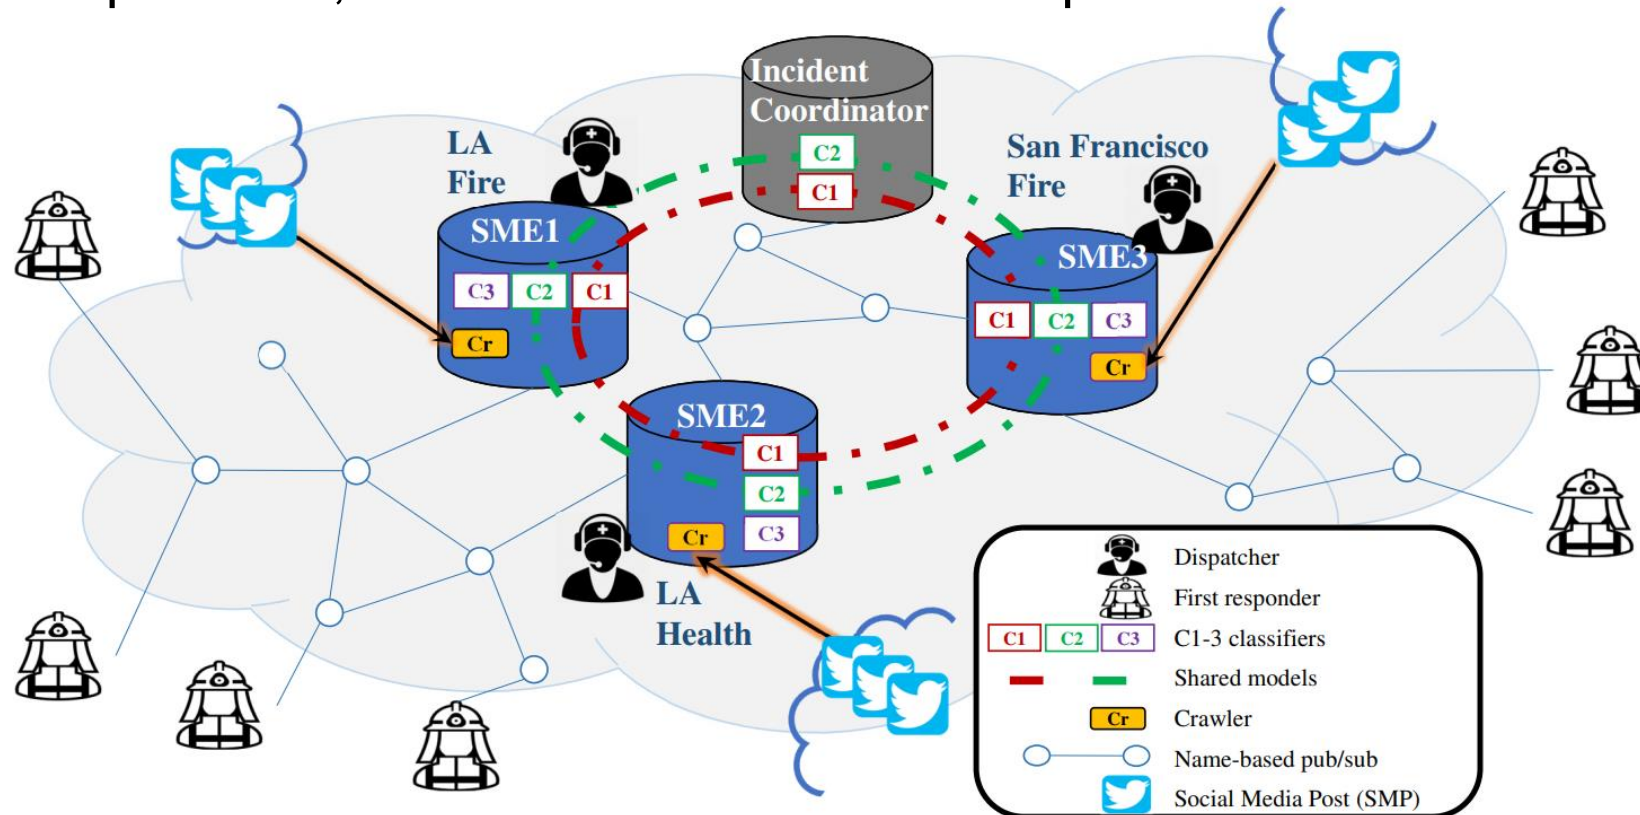 Incident
Coordinator
C2
C1
LA
Fire
San Francisco
Fire
SME1
C3 C2 C1
Cr
SME3
C1 C2 C3
Cr
SME2
C1
C2
Cr C3
LA
Health
Dispatcher
First responder
C1 C2 C3 C1-3 classifiers
Shared models
Cr Crawler
Name-based pub/sub
Social Media Post (SMP)